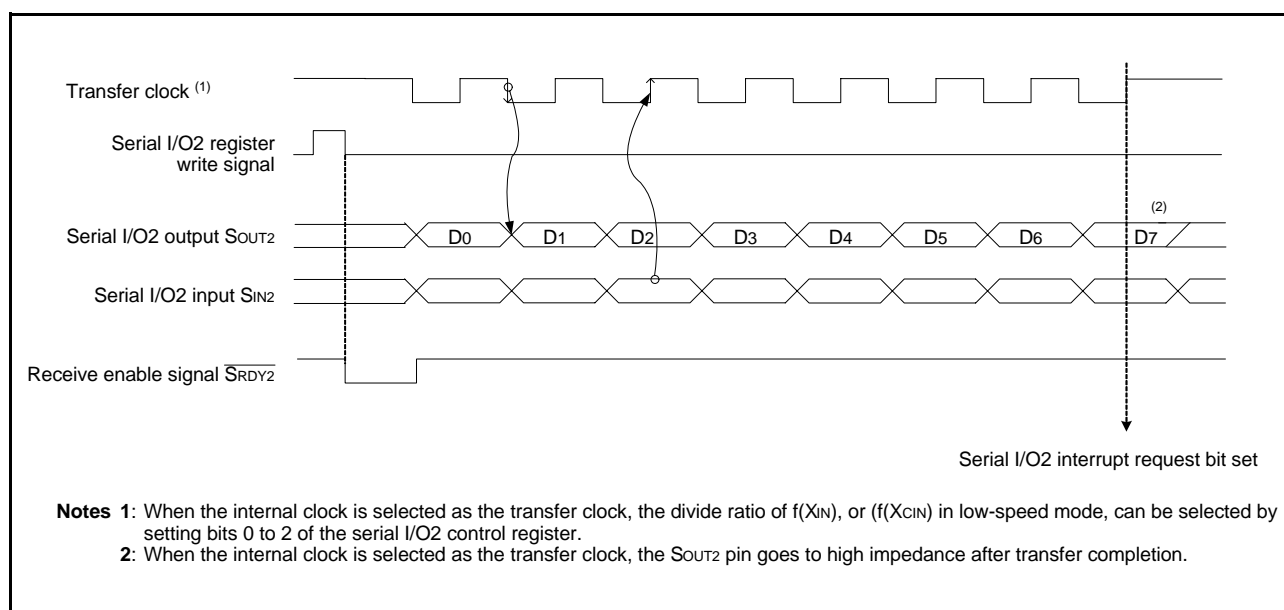 Transfer clock (1)
Serial I/O2 register
write signal
(2)
Serial I/O2 output SOUT2
D0 D1 D2 D3 D4 D5 D6 D7
Serial I/O2 input SIN2
Receive enable signal SRDY2
Serial I/O2 interrupt request bit set
Notes 1: When the internal clock is selected as the transfer clock, the divide ratio of f(XIN), or (f(XCIN) in low-speed mode, can be selected by
setting bits 0 to 2 of the serial I/O2 control register.
2: When the internal clock is selected as the transfer clock, the SOUT2 pin goes to high impedance after transfer completion.